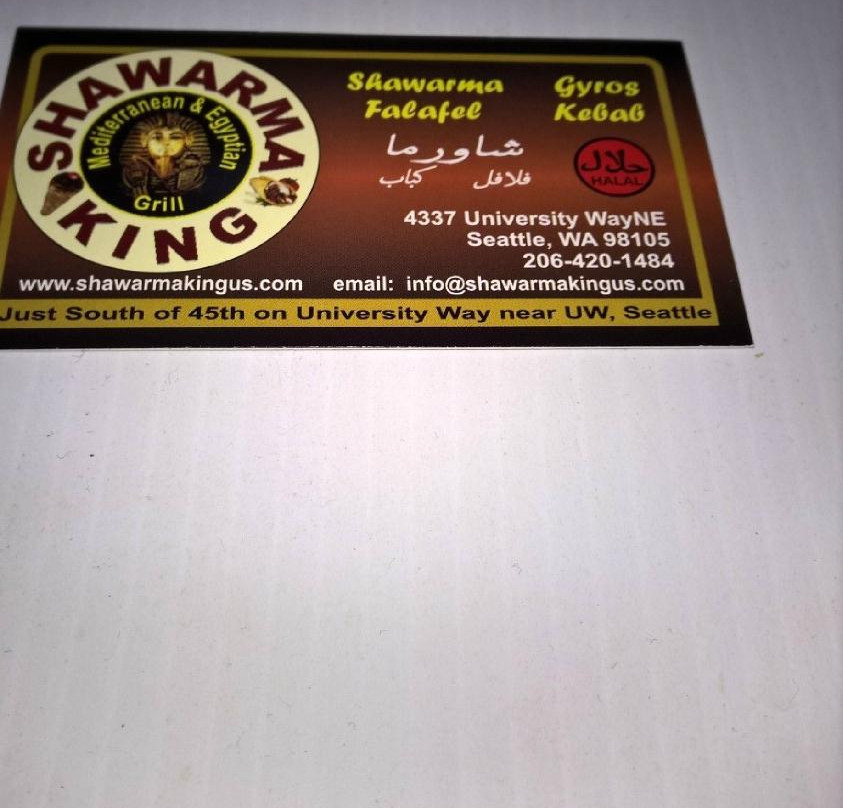 SHAWARMA
Mediterranean & Egyptian
Grill
KING
Shawarma Gyros
Falafel Kebab
شاورما
فلافل كباب
حلال
HALAL
4337 University WayNE
Seattle, WA 98105
206-420-1484
www.shawarmakingus.com email: info@shawarmakingus.com
Just South of 45th on University Way near UW, Seattle